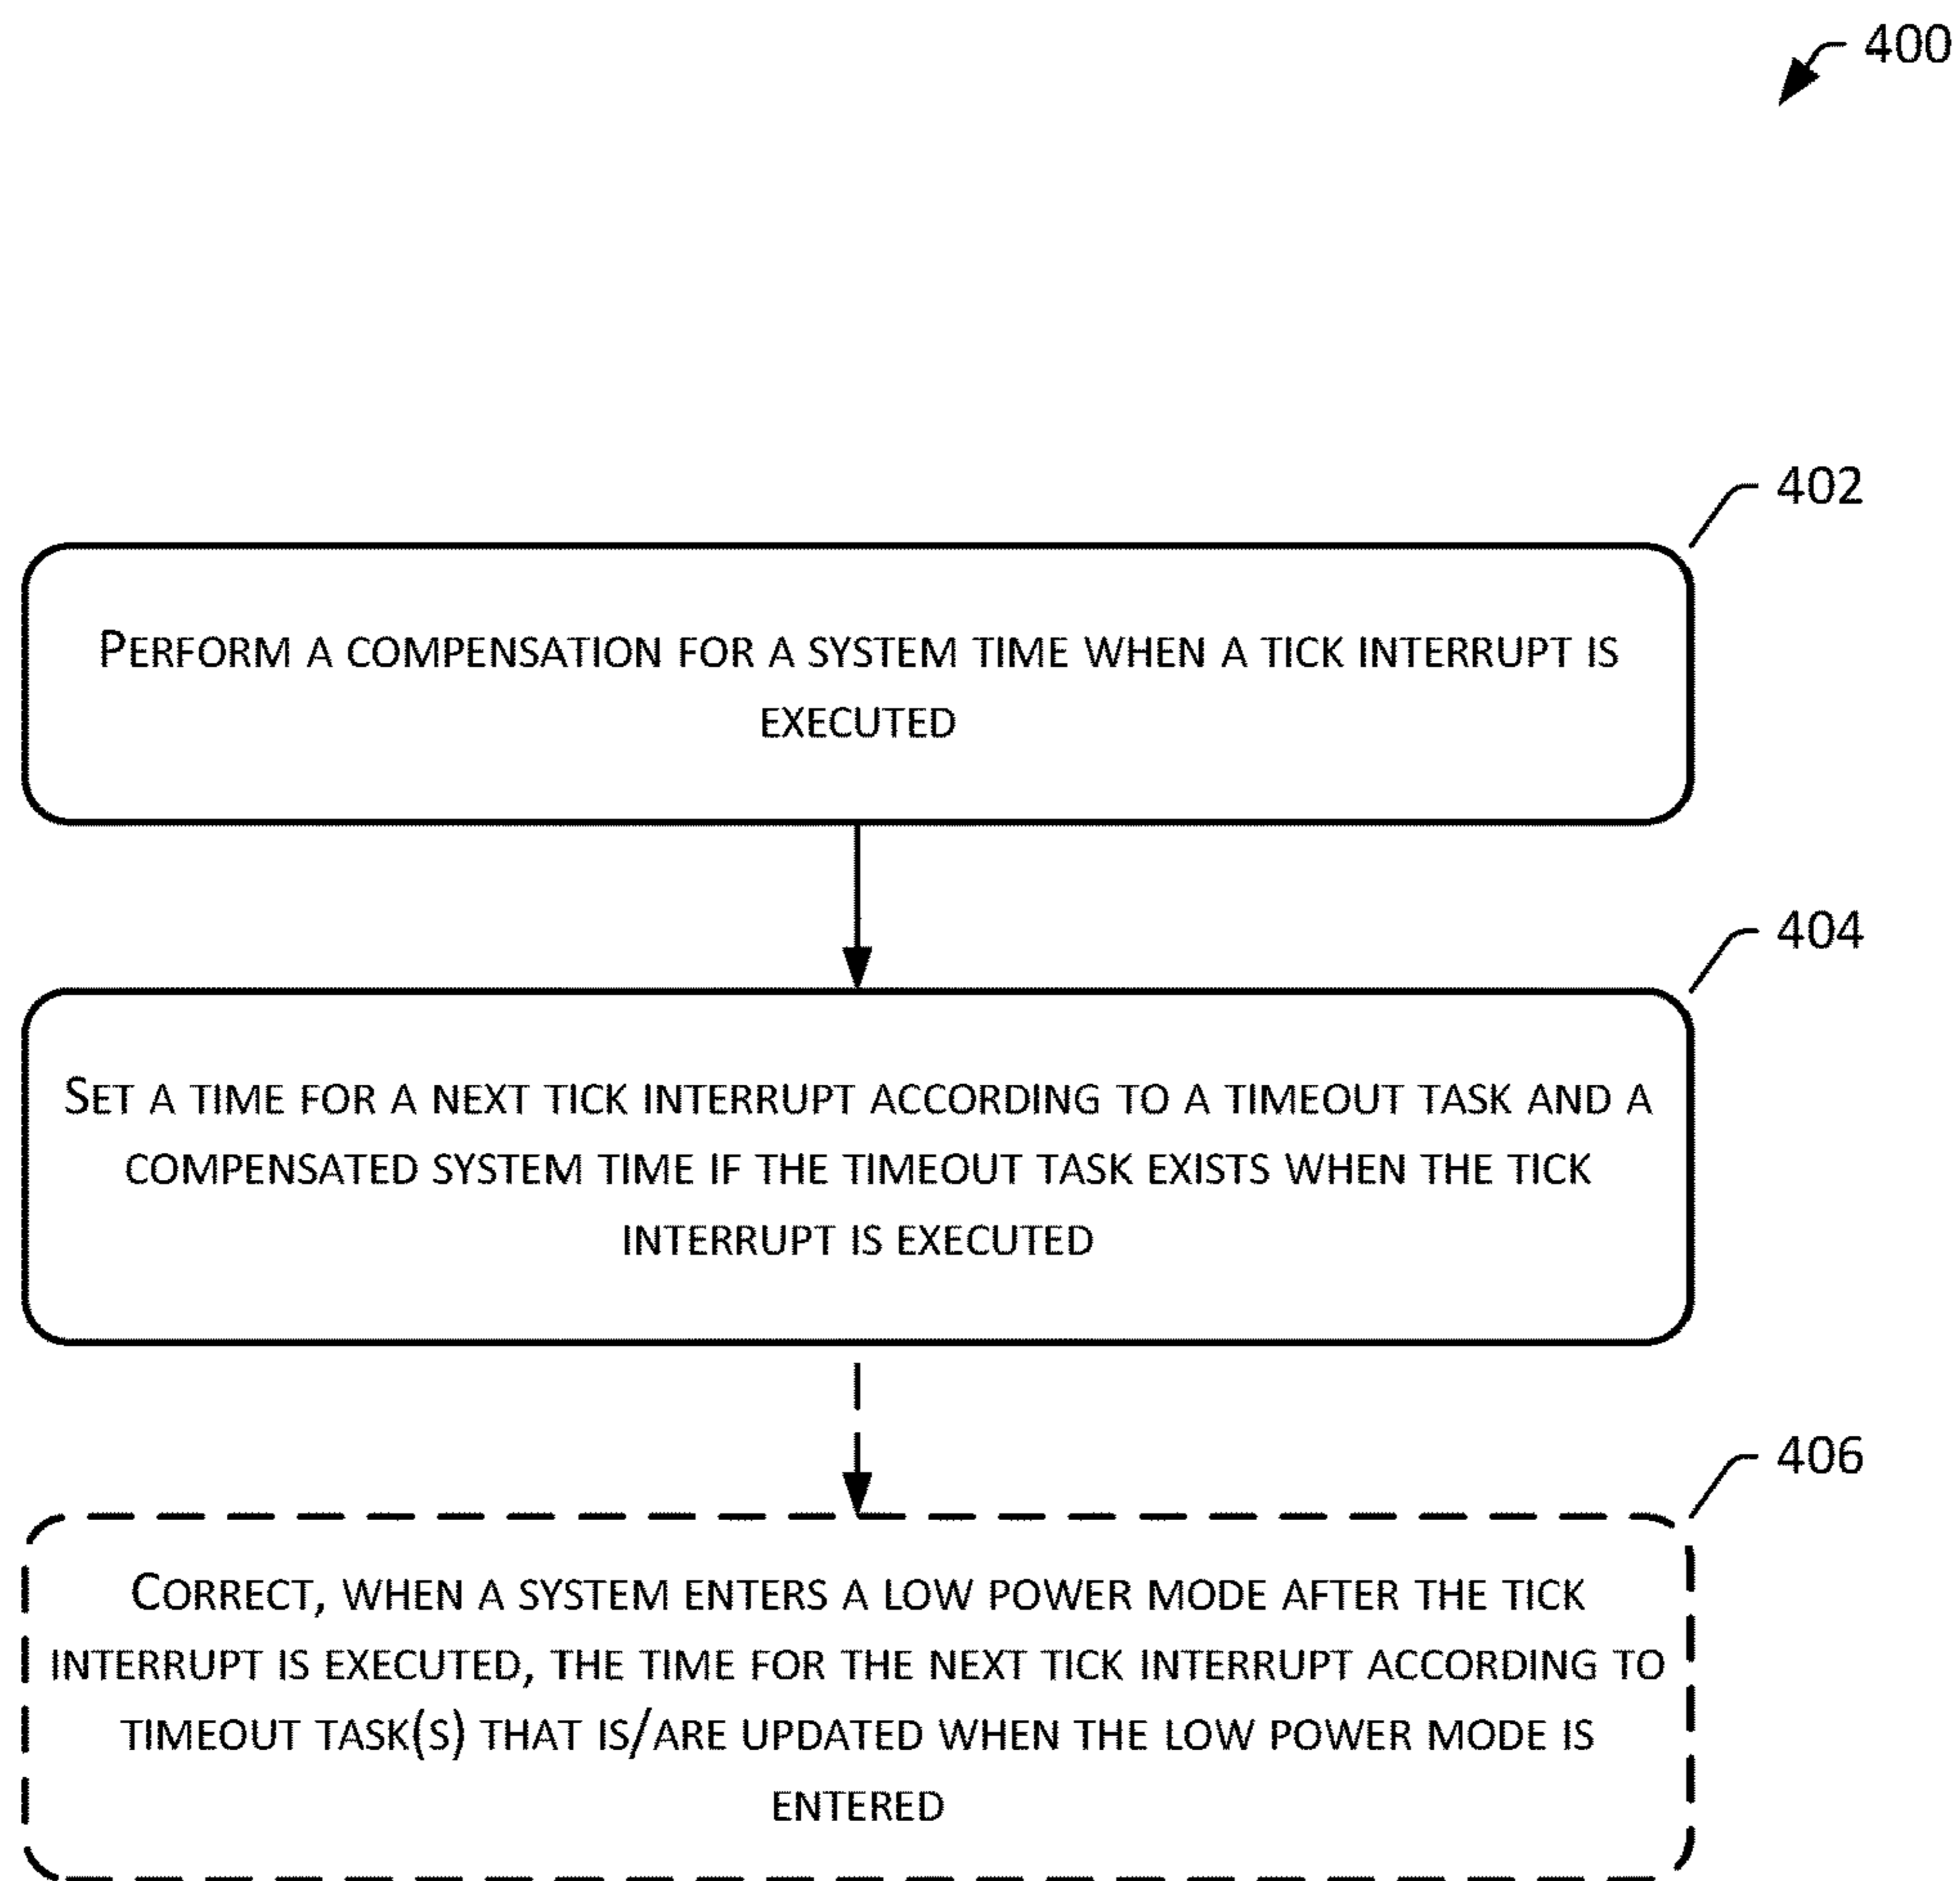 400
402
PERFORM A COMPENSATION FOR A SYSTEM TIME WHEN A TICK INTERRUPT IS
EXECUTED
404
SET A TIME FOR A NEXT TICK INTERRUPT ACCORDING TO A TIMEOUT TASK AND A
COMPENSATED SYSTEM TIME IF THE TIMEOUT TASK EXISTS WHEN THE TICK
INTERRUPT IS EXECUTED
406
CORRECT, WHEN A SYSTEM ENTERS A LOW POWER MODE AFTER THE TICK
INTERRUPT IS EXECUTED, THE TIME FOR THE NEXT TICK INTERRUPT ACCORDING TO
TIMEOUT TASK(S) THAT IS/ARE UPDATED WHEN THE LOW POWER MODE IS
ENTERED